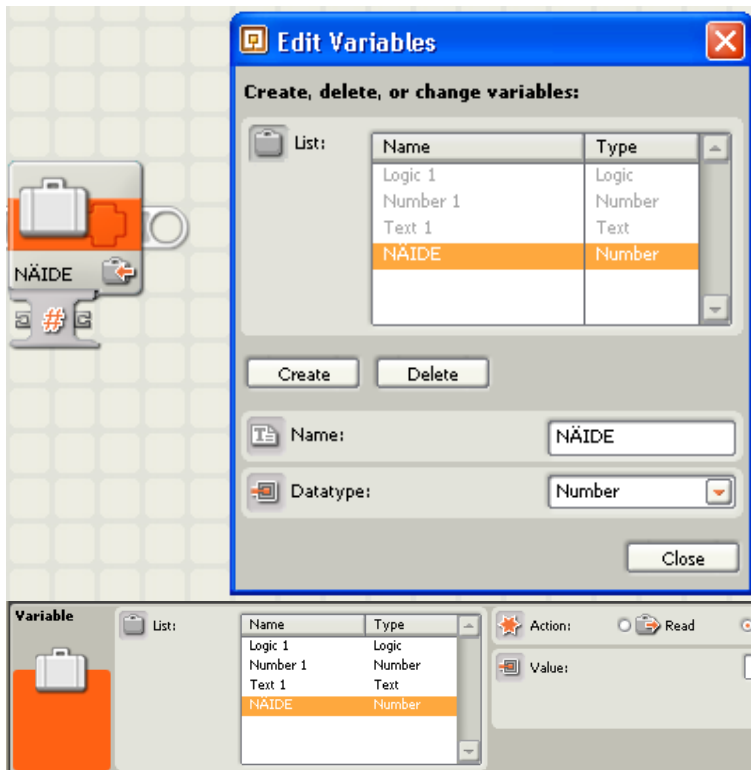 Edit Variables
Create, delete, or change variables:
List:
Name Type
Logic 1 Logic
Number 1 Number
Text 1 Text
NÄIDE Number
NÄIDE
#
Create Delete
Name: NÄIDE
Datatype: Number
Close
Variable
List:
Name Type
Logic 1 Logic
Number 1 Number
Text 1 Text
NÄIDE Number
Action: Read
Value: